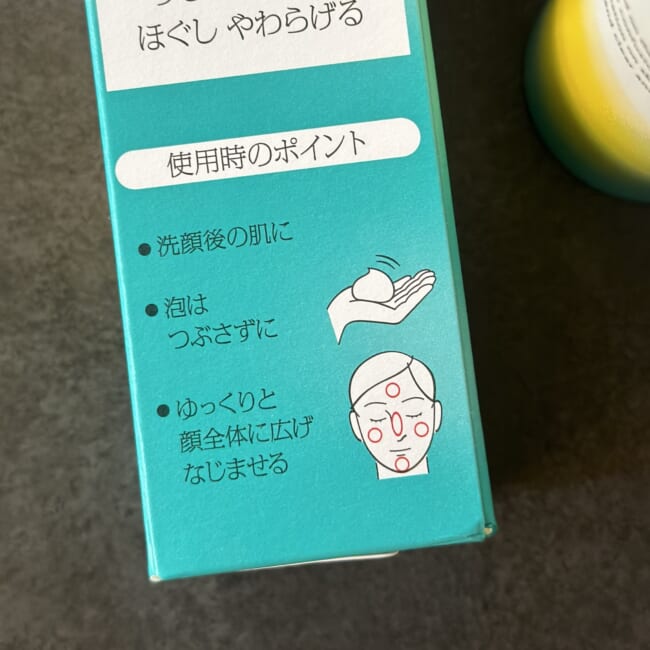 ほぐし やわらげる
使用時のポイント
●洗顔後の肌に
●泡は
つぶさずに
●ゆっくりと
顔全体に広げ
なじませる